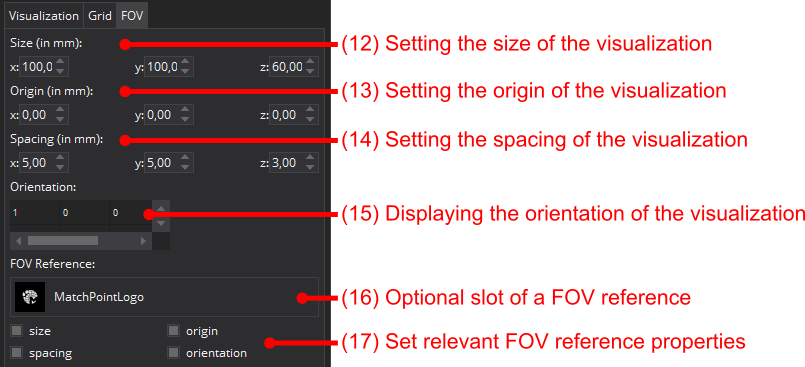 Visualization Grid FOV
Size (in mm):
(12) Setting the size of the visualization
x: 100,0 y: 100,0 z: 60,00
Origin (in mm):
(13) Setting the origin of the visualization
x: 0,00 y: 0,00 z: 0,00
Spacing (in mm):
(14) Setting the spacing of the visualization
x: 5,00 y: 5,00 z: 3,00
Orientation:
1 0 0
(15) Displaying the orientation of the visualization
FOV Reference:
MatchPointLogo
(16) Optional slot of a FOV reference
size origin
(17) Set relevant FOV reference properties
spacing orientation